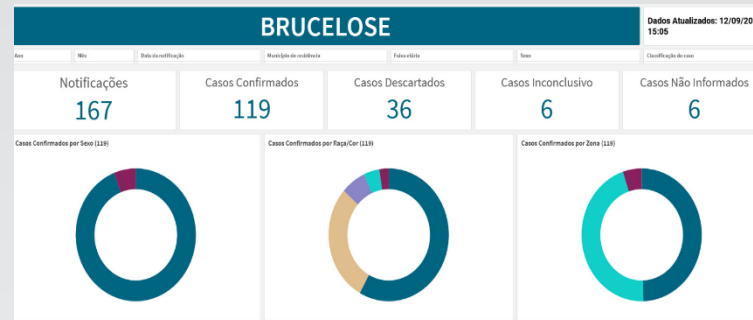 BRUCELOSE
Dados Atualizados: 12/09/20
15:05
Ano
Mês
Data da notificação
Município de residência
Faixa etária
Sexo
Classificação do caso
Notificações
167
Casos Confirmados
119
Casos Descartados
36
Casos Inconclusivo
6
Casos Não Informados
6
Casos Confirmados por Sexo (119)
Casos Confirmados por Raça/Cor (119)
Casos Confirmados por Zona (119)